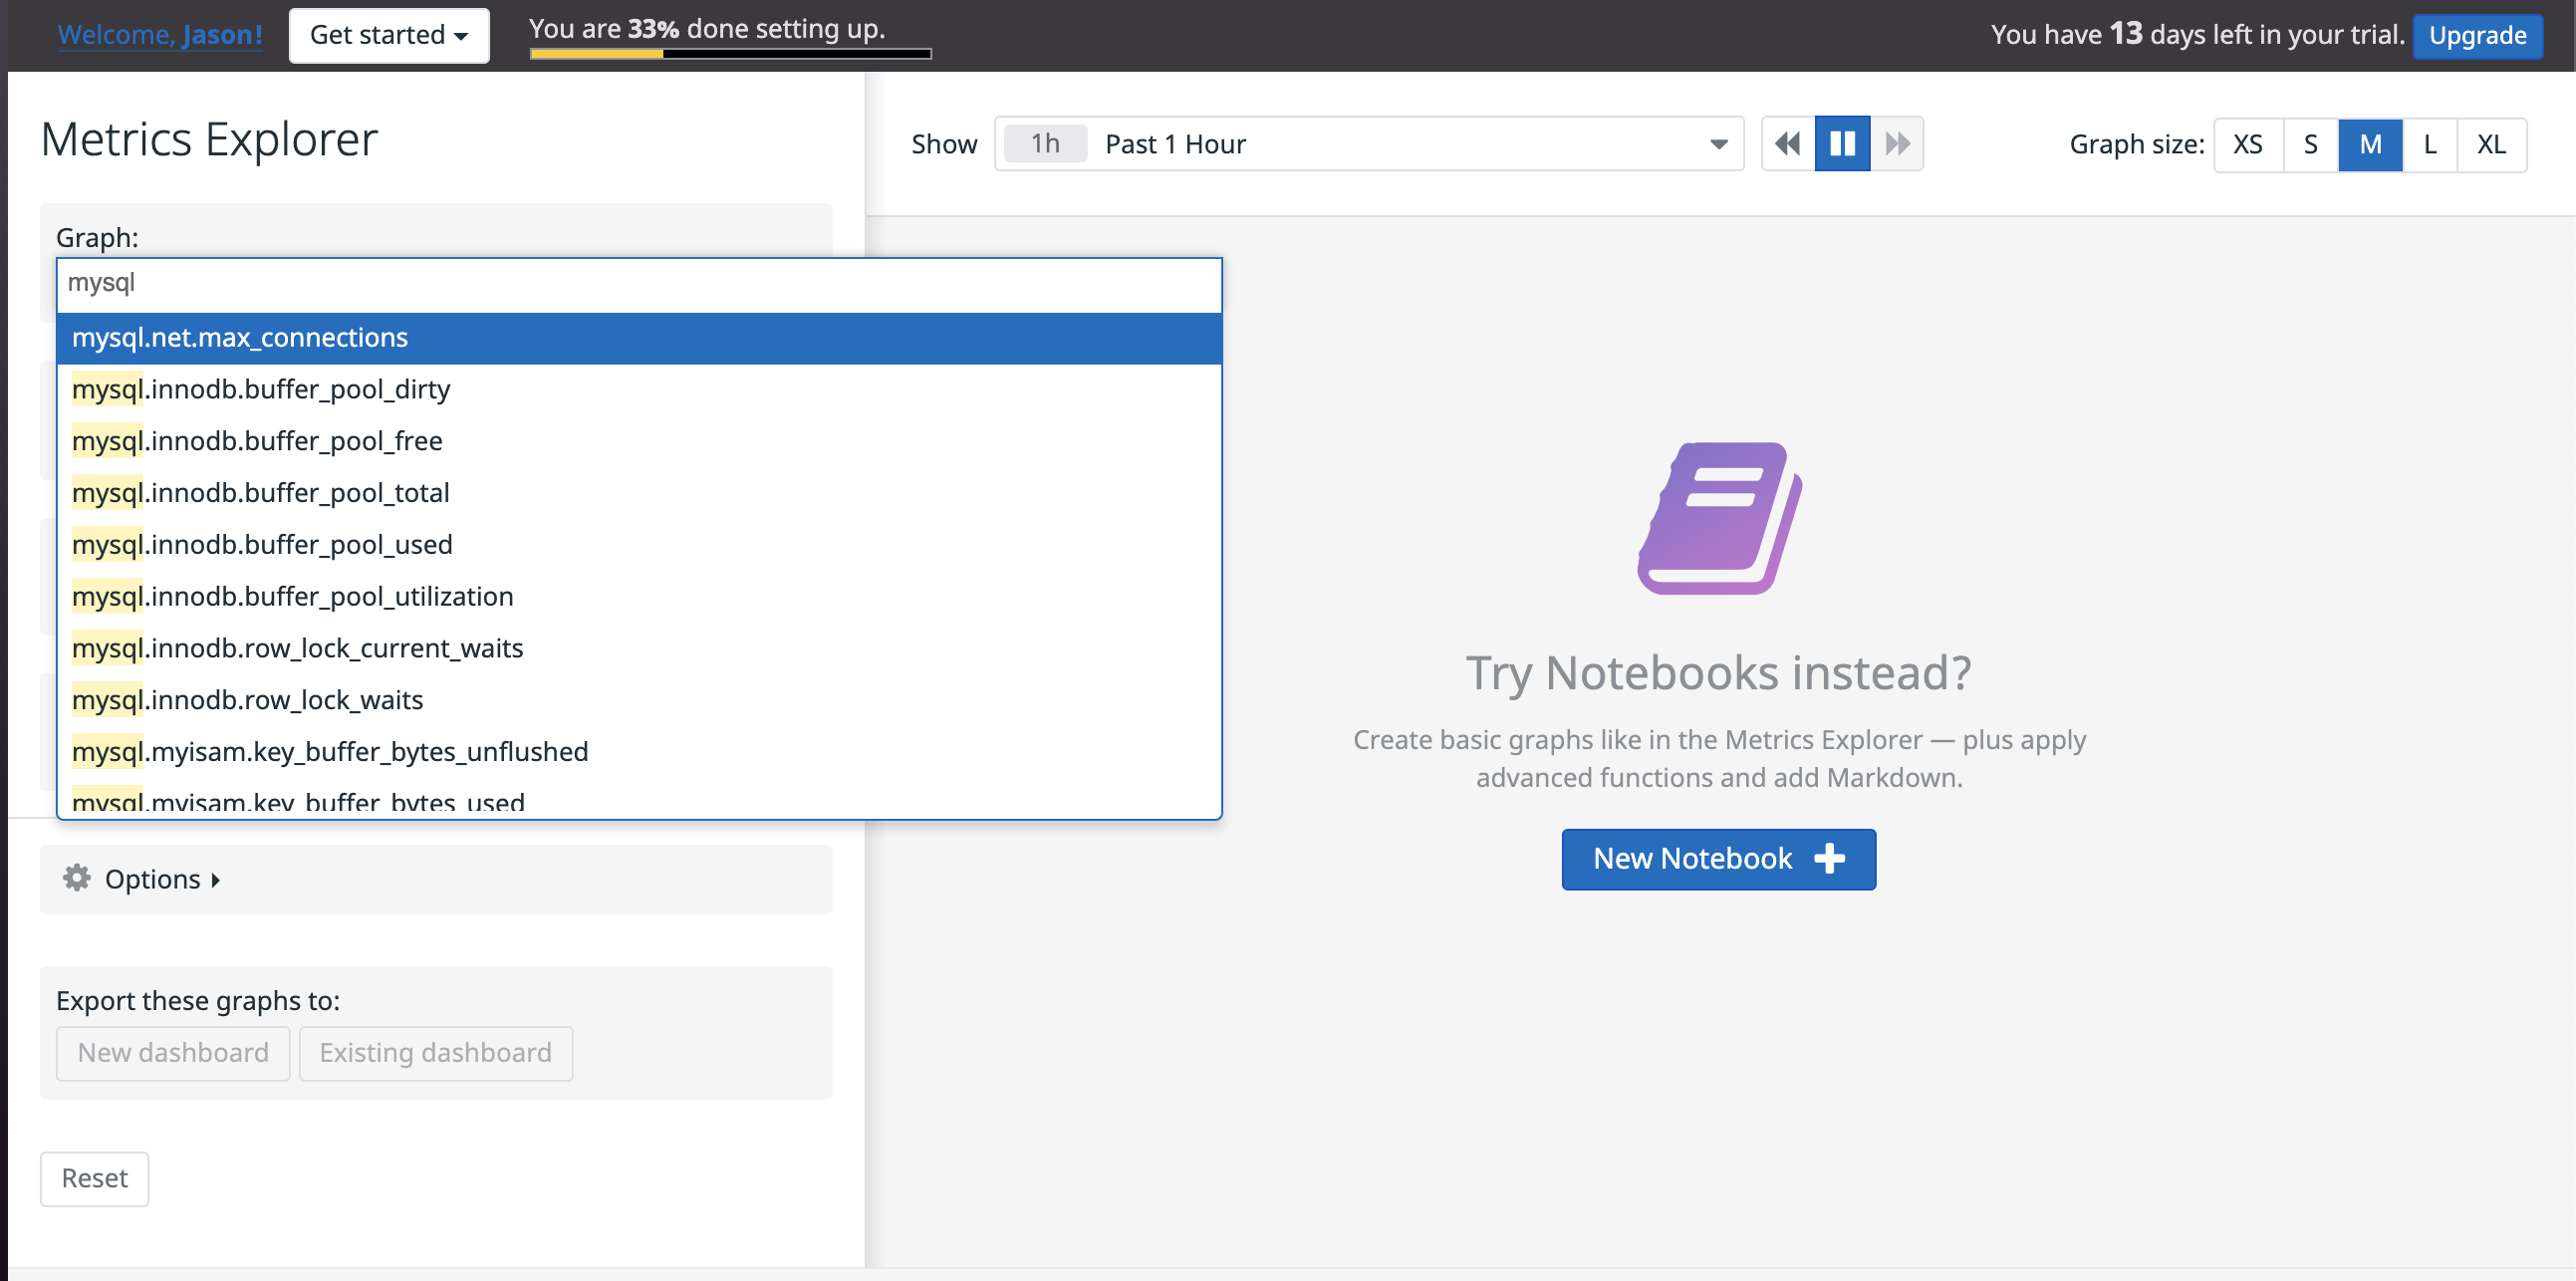 Welcome, Jason!
Get started
You are 33% done setting up.
You have 13 days left in your trial.
Upgrade
Metrics Explorer
Show
1h
Past 1 Hour
Graph size:
XS
S
M
L
XL
Graph:
mysql
mysql.net.max_connections
mysql.innodb.buffer_pool_dirty
mysql.innodb.buffer_pool_free
mysql.innodb.buffer_pool_total
mysql.innodb.buffer_pool_used
mysql.innodb.buffer_pool_utilization
mysql.innodb.row_lock_current_waits
mysql.innodb.row_lock_waits
mysql.myisam.key_buffer_bytes_unflushed
mysql.myisam.key_buffer_bytes_used
Try Notebooks instead?
Create basic graphs like in the Metrics Explorer — plus apply
advanced functions and add Markdown.
New Notebook
Options
Export these graphs to:
New dashboard
Existing dashboard
Reset